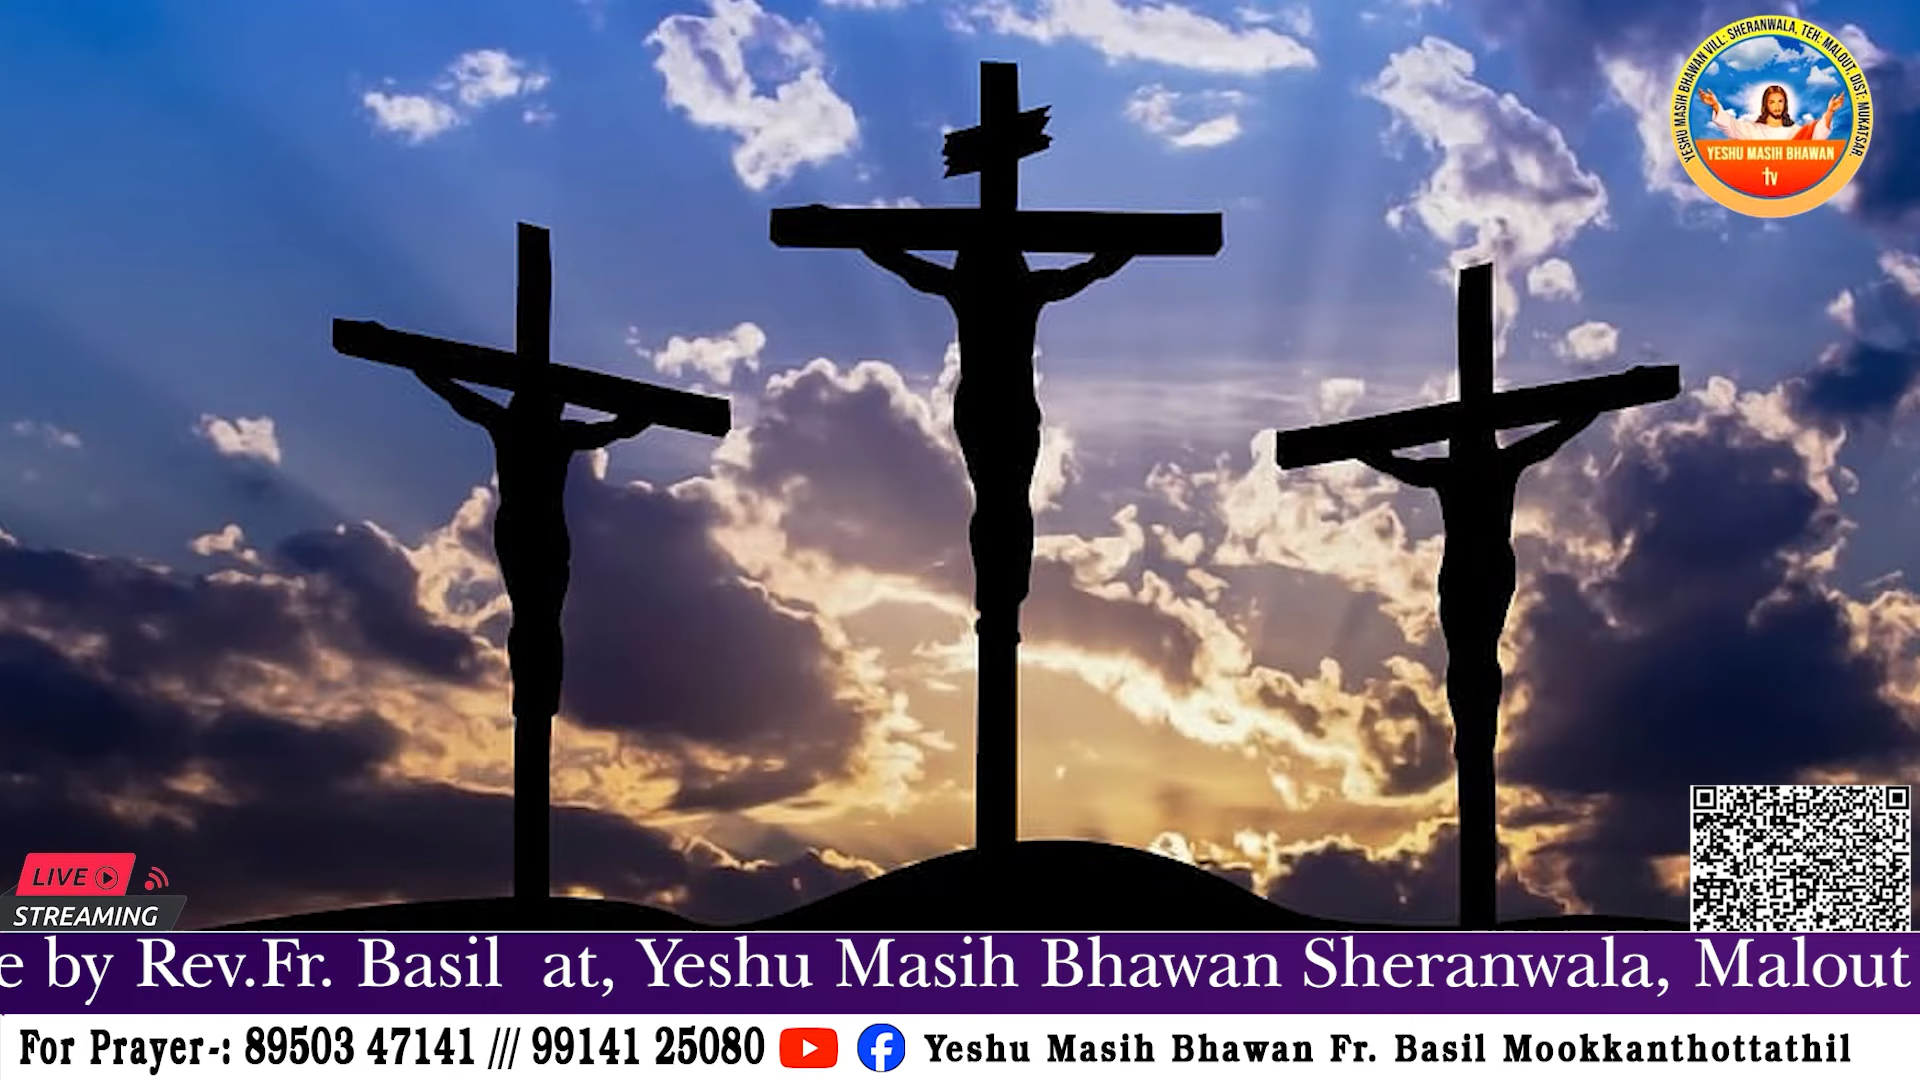 YESHU MASIH BHAWAN VILL: SHERANWALA, TEH: MALOUT, DIST: MUKATSAR.
YESHU MASIH BHAWAN
tv
LIVE
STREAMING
e by Rev.Fr. Basil at, Yeshu Masih Bhawan Sheranwala, Malout
For Prayer-: 89503 47141 /// 99141 25080 Yeshu Masih Bhawan Fr. Basil Mookkanthottathil